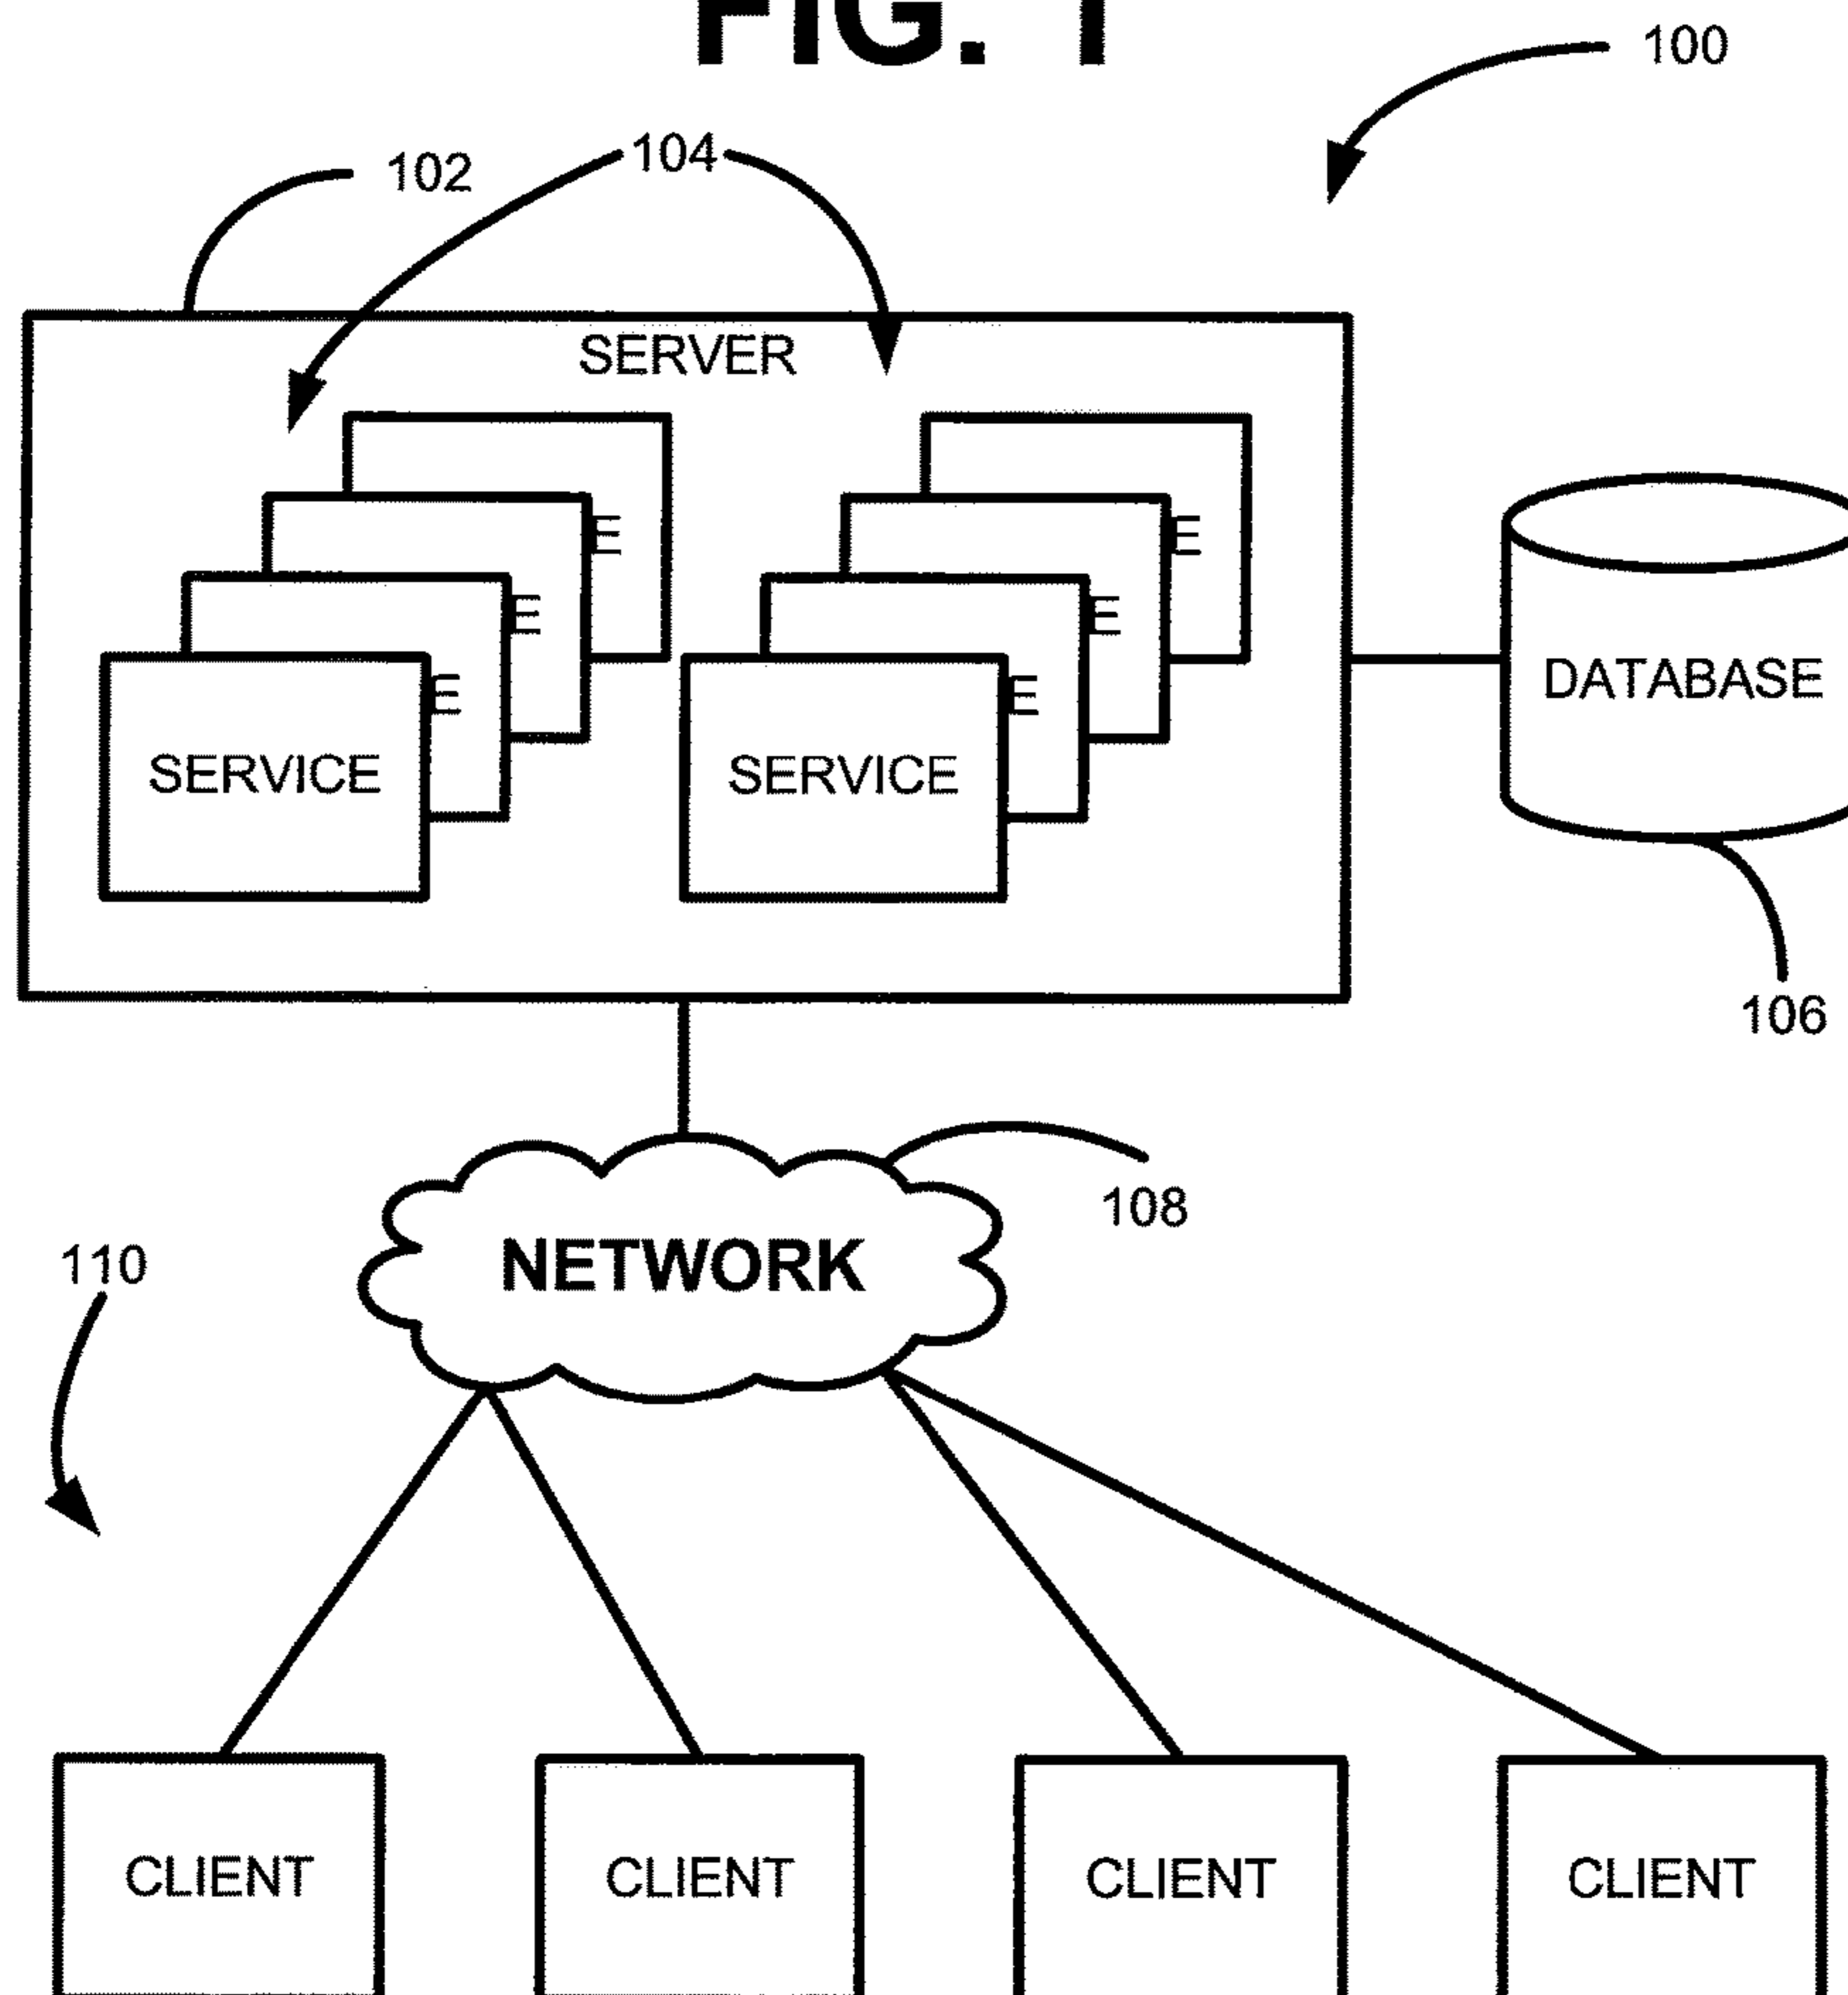 FIG. 1
100
102
104
SERVER
E
E
E
E
E
E
SERVICE
SERVICE
DATABASE
106
108
NETWORK
110
CLIENT
CLIENT
CLIENT
CLIENT